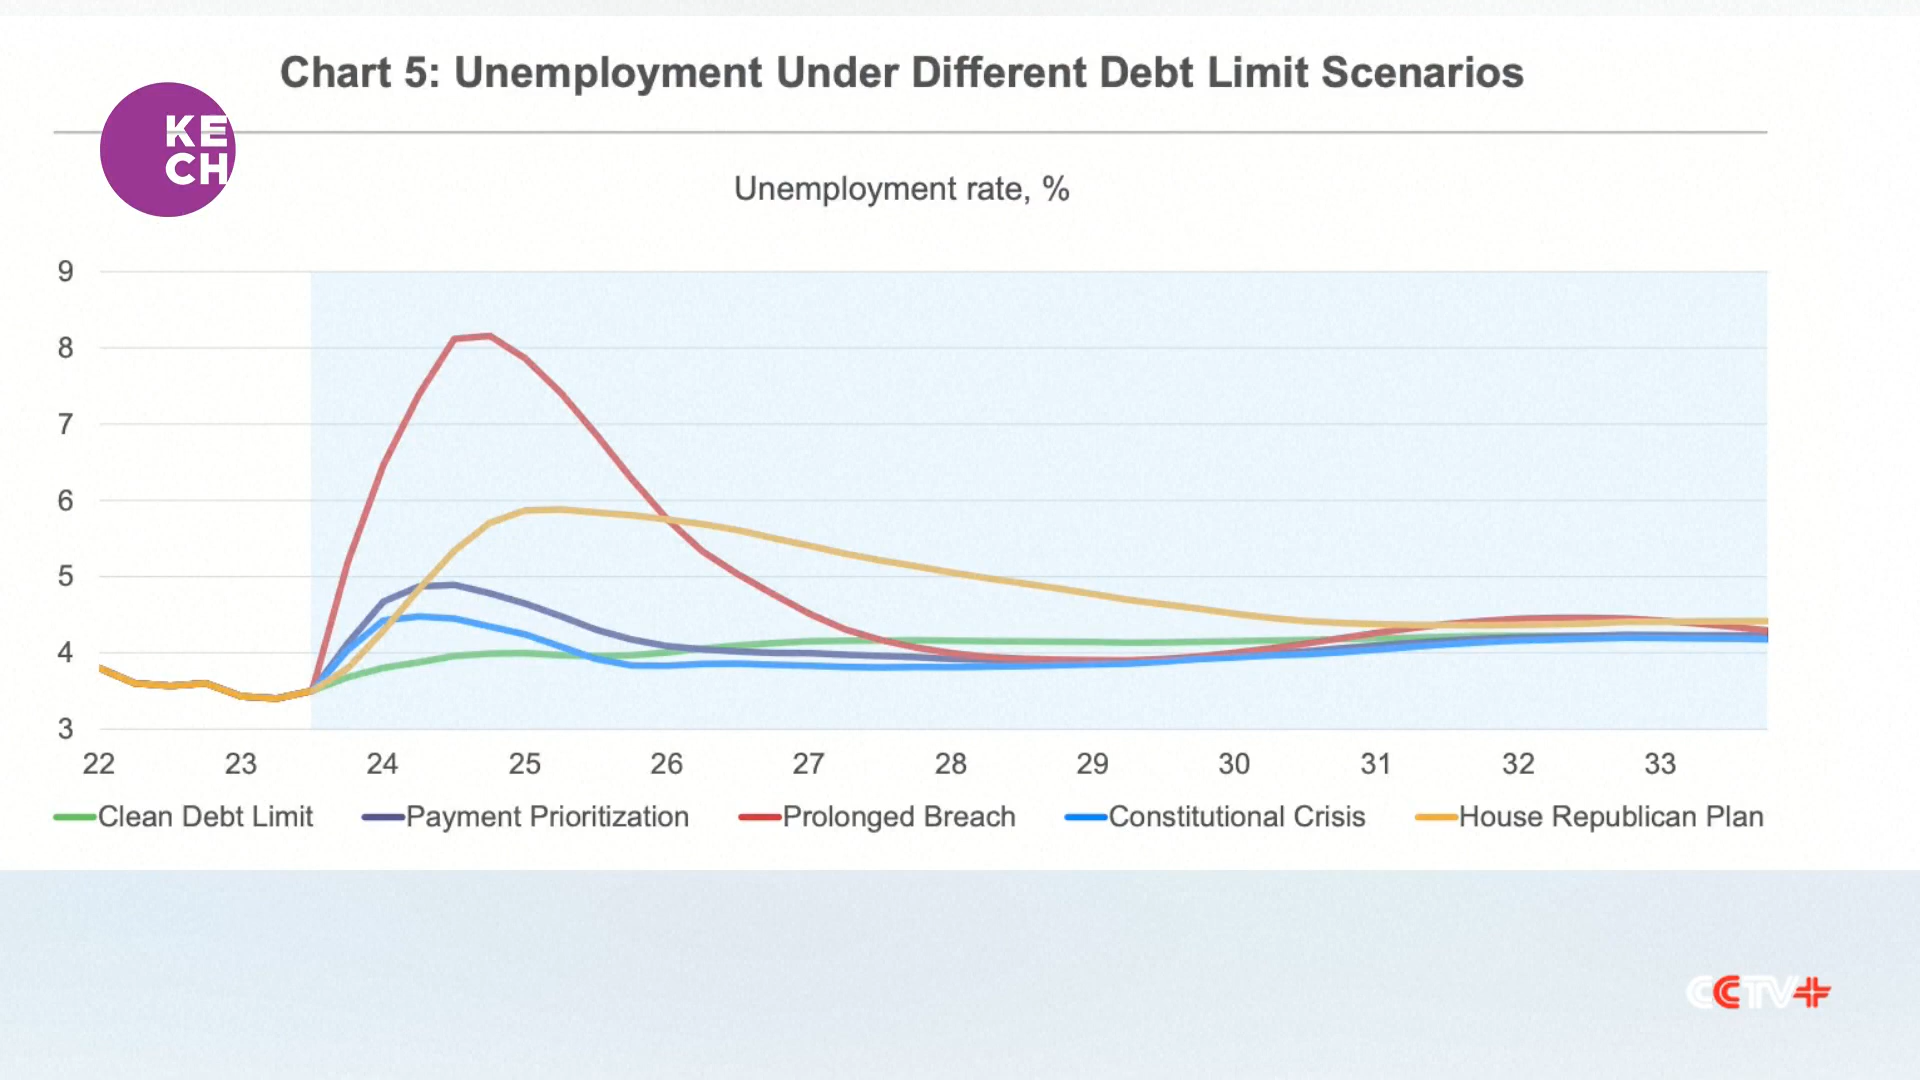 Chart 5: Unemployment Under Different Debt Limit Scenarios
KE
CH
Unemployment rate, %
9
8
7
6
5
4
3
22 23 24 25 26 27 28 29 30 31 32 33
Clean Debt Limit Payment Prioritization Prolonged Breach Constitutional Crisis House Republican Plan
CCTV+